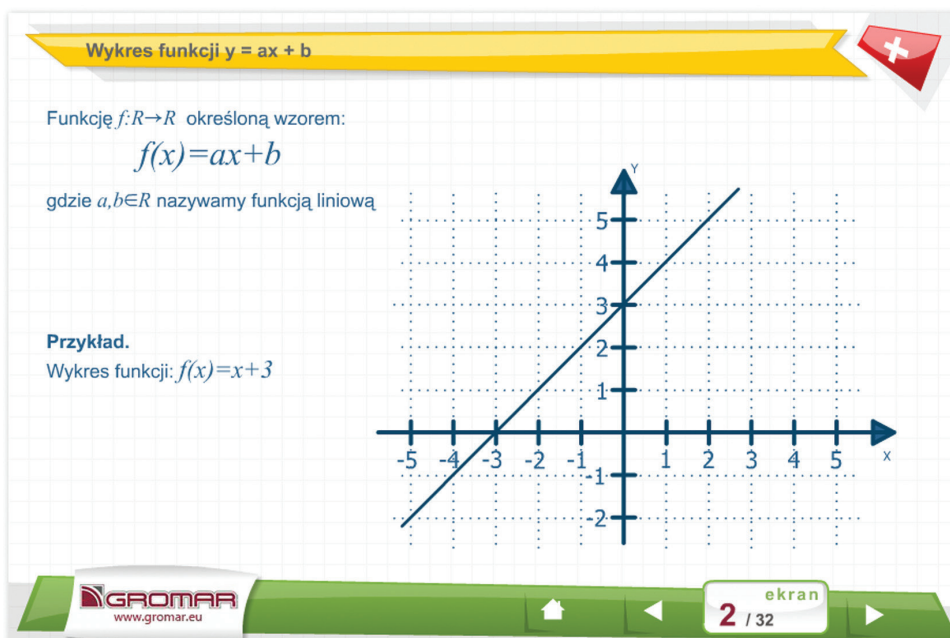 Wykres funkcji y = ax + b
Funkcję f:R→R określoną wzorem:
f(x)=ax+b
gdzie a,b∈R nazywamy funkcją liniową
Przykład.
Wykres funkcji: f(x)=x+3
Y
5
4
3
2
1
-5 -4 -3 -2 -1 1 2 3 4 5 X
-1
-2
GROMAR
www.gromar.eu
ekran
2 / 32